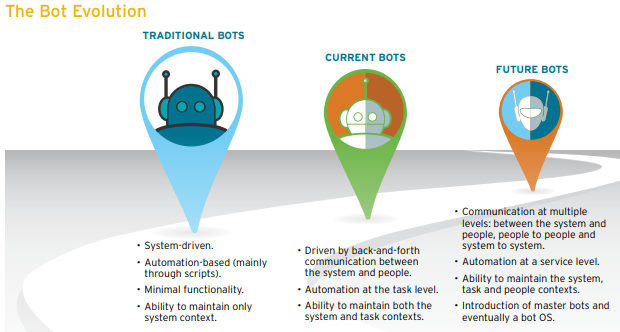 The Bot Evolution
TRADITIONAL BOTS
• System-driven.
• Automation-based (mainly
through scripts).
• Minimal functionality.
• Ability to maintain only
system context.
CURRENT BOTS
• Driven by back-and-forth
communication between
the system and people.
• Automation at the task level.
• Ability to maintain both the
system and task contexts.
FUTURE BOTS
• Communication at multiple
levels: between the system and
people, people to people and
system to system.
• Automation at a service level.
• Ability to maintain the system,
task and people contexts.
• Introduction of master bots and
eventually a bot OS.